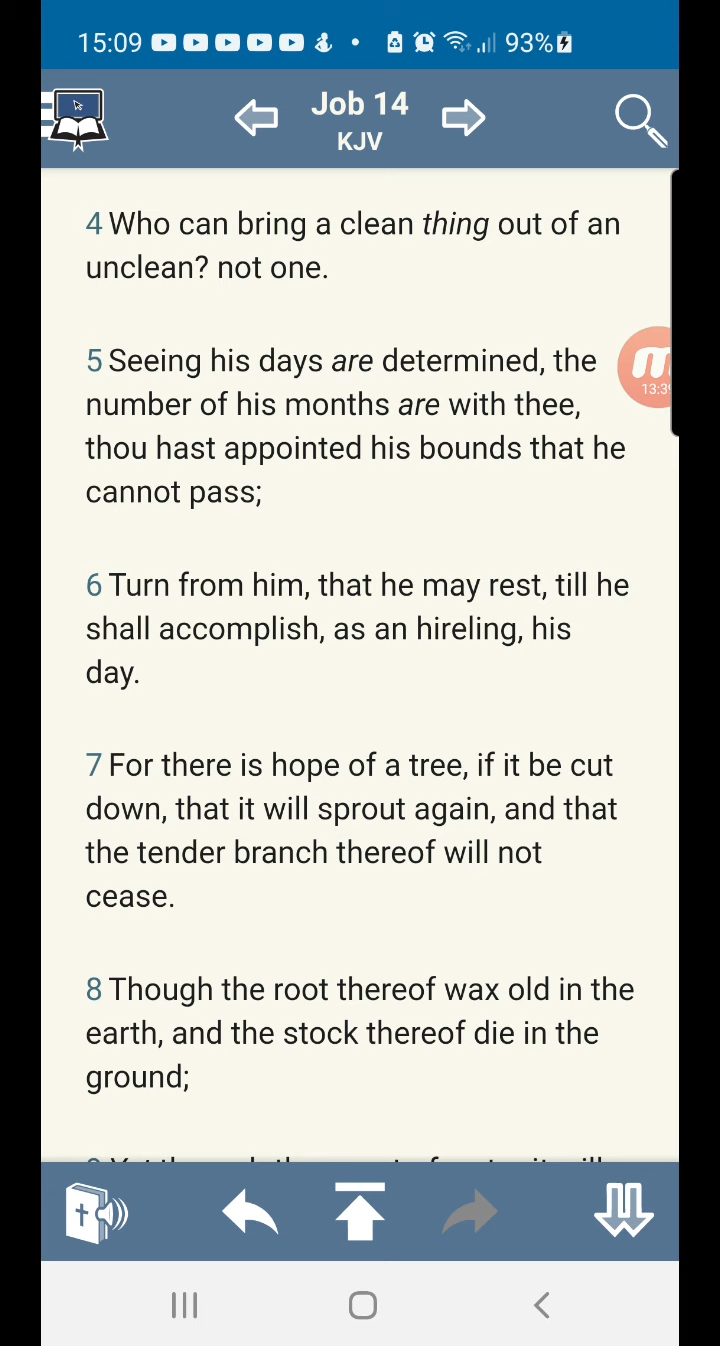 15:09 93%
Job 14
KJV
4 Who can bring a clean thing out of an
unclean? not one.
5 Seeing his days are determined, the
number of his months are with thee,
thou hast appointed his bounds that he
cannot pass;
13:39
6 Turn from him, that he may rest, till he
shall accomplish, as an hireling, his
day.
7 For there is hope of a tree, if it be cut
down, that it will sprout again, and that
the tender branch thereof will not
cease.
8 Though the root thereof wax old in the
earth, and the stock thereof die in the
ground;